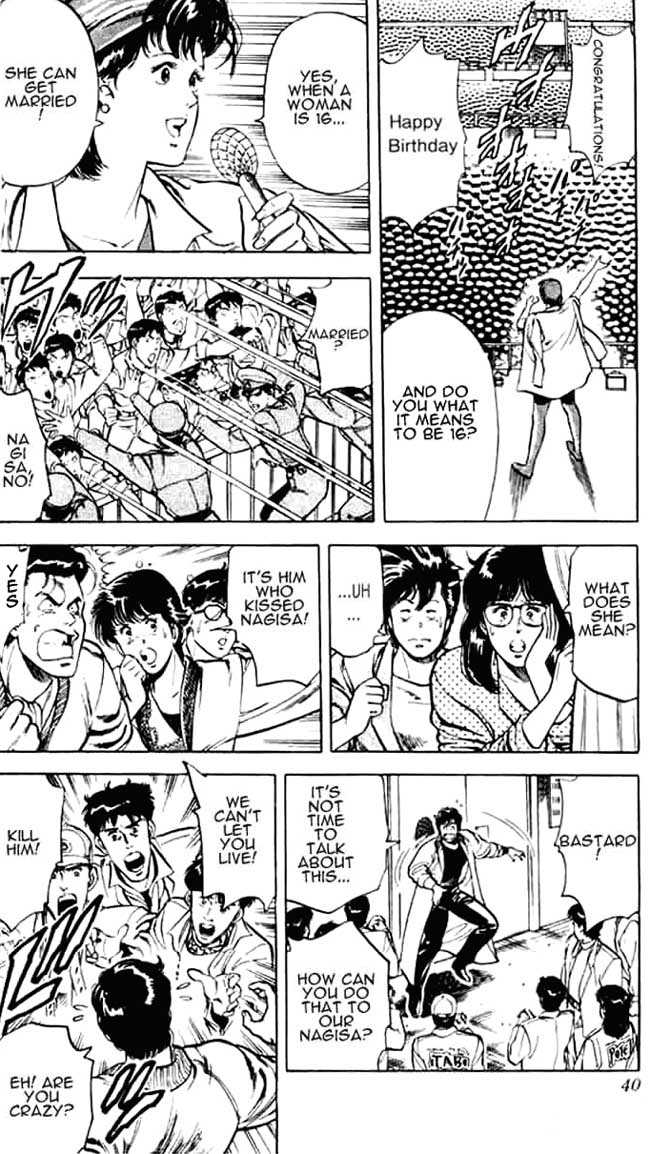 CONGRATULATIONS!
Happy
Birthday
AND DO
YOU WHAT
IT MEANS
TO BE 16?
YES,
WHEN A
WOMAN
IS 16...
SHE CAN
GET
MARRIED
!
MARRIED
?
NA
GI
SA,
NO!
WHAT
DOES
SHE
MEAN?
...UH
...
IT'S HIM
WHO
KISSED
NAGISA!
YES
BASTARD
!
IT'S
NOT
TIME
TO
TALK
ABOUT
THIS...
HOW CAN
YOU DO
THAT TO
OUR
NAGISA?
WE
CAN'T
LET
YOU
LIVE!
KILL
HIM!
EH! ARE
YOU
CRAZY?
40